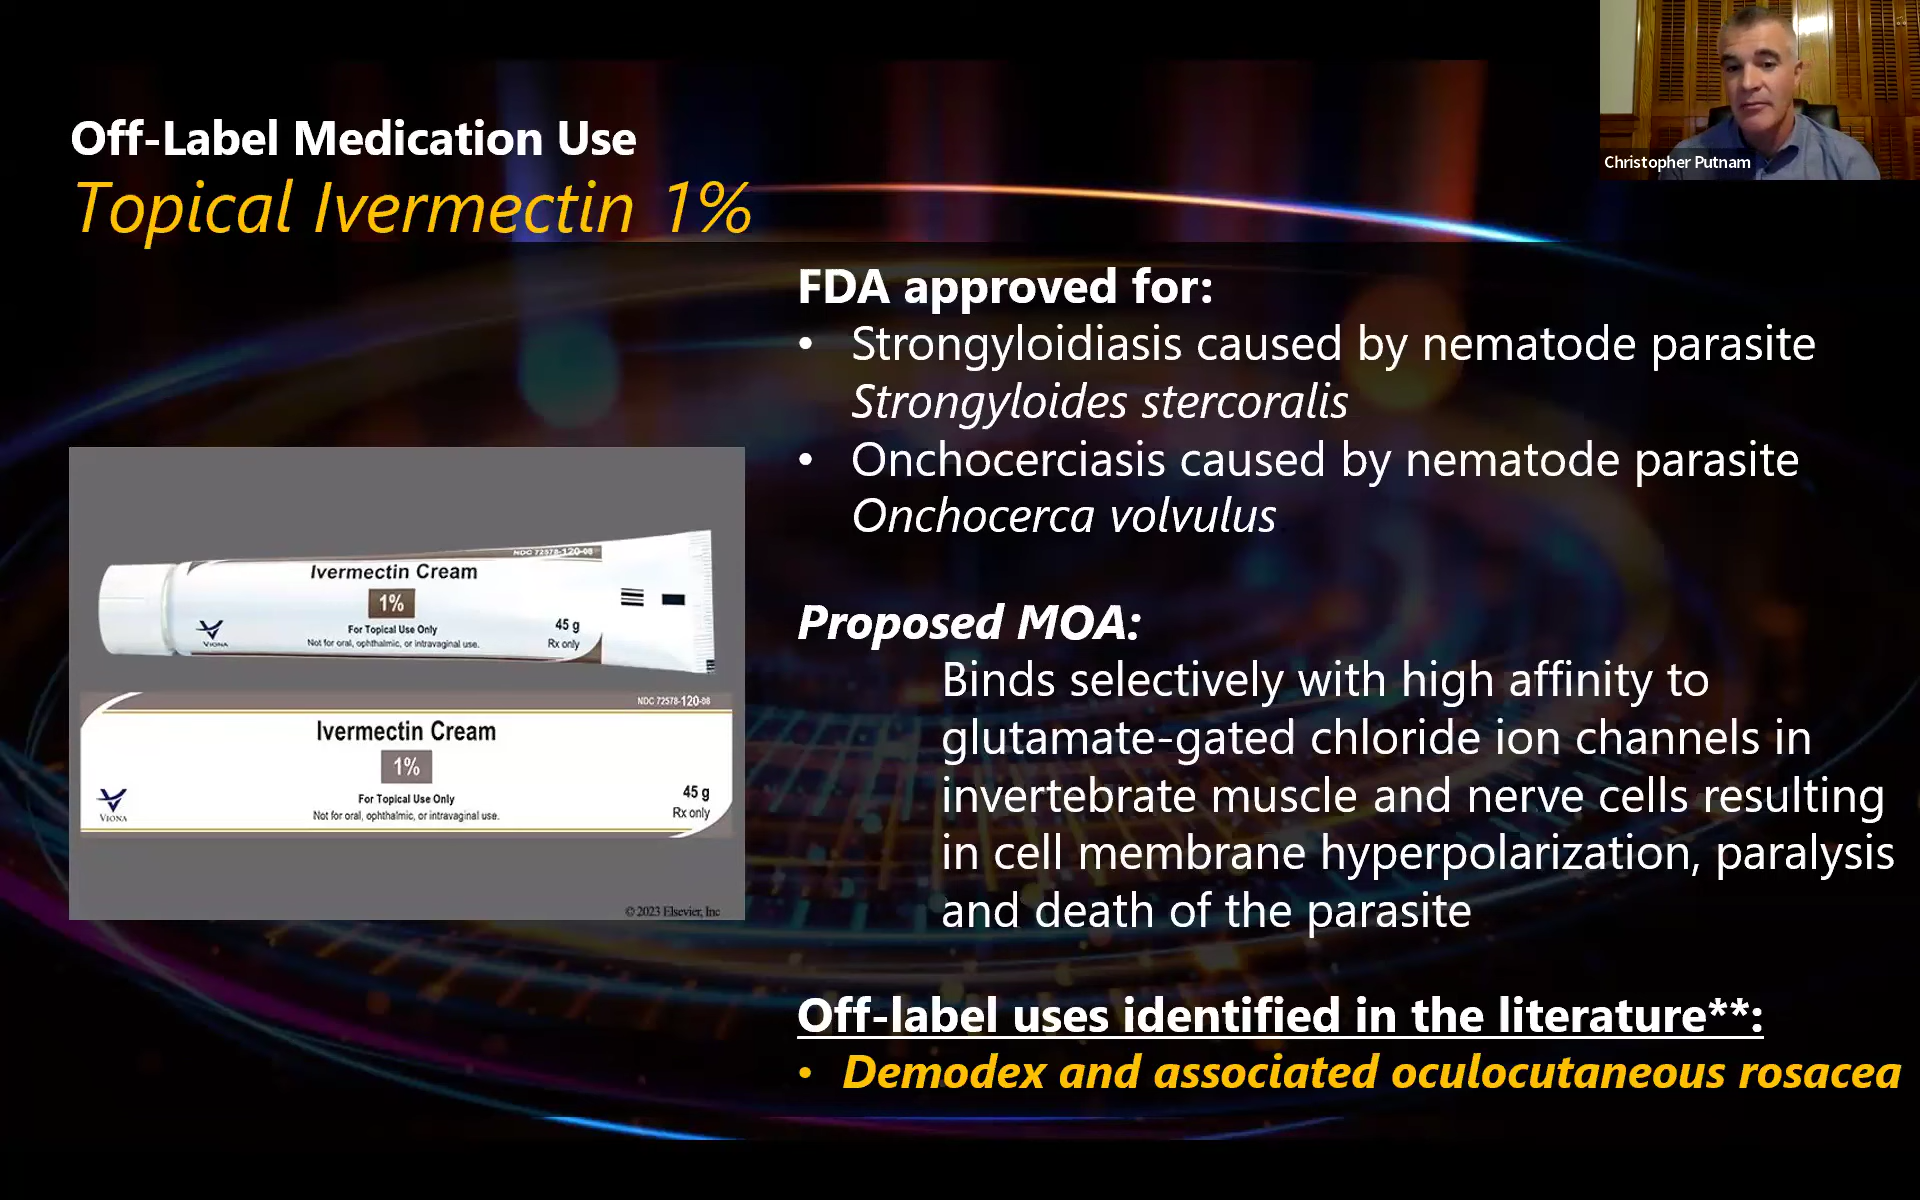 Christopher Putnam
Off-Label Medication Use
Topical Ivermectin 1%
FDA approved for:
• Strongyloidiasis caused by nematode parasite
Strongyloides stercoralis
• Onchocerciasis caused by nematode parasite
Onchocerca volvulus
Proposed MOA:
Binds selectively with high affinity to
glutamate-gated chloride ion channels in
invertebrate muscle and nerve cells resulting
in cell membrane hyperpolarization, paralysis
and death of the parasite
Off-label uses identified in the literature**:
• Demodex and associated oculocutaneous rosacea
NDC 72578-120-08
Ivermectin Cream
1%
For Topical Use Only
Not for oral, ophthalmic, or intravaginal use.
45 g
Rx only
VIONA
NDC 72578-120-08
Ivermectin Cream
1%
For Topical Use Only
Not for oral, ophthalmic, or intravaginal use.
45 g
Rx only
VIONA
© 2023 Elsevier, Inc